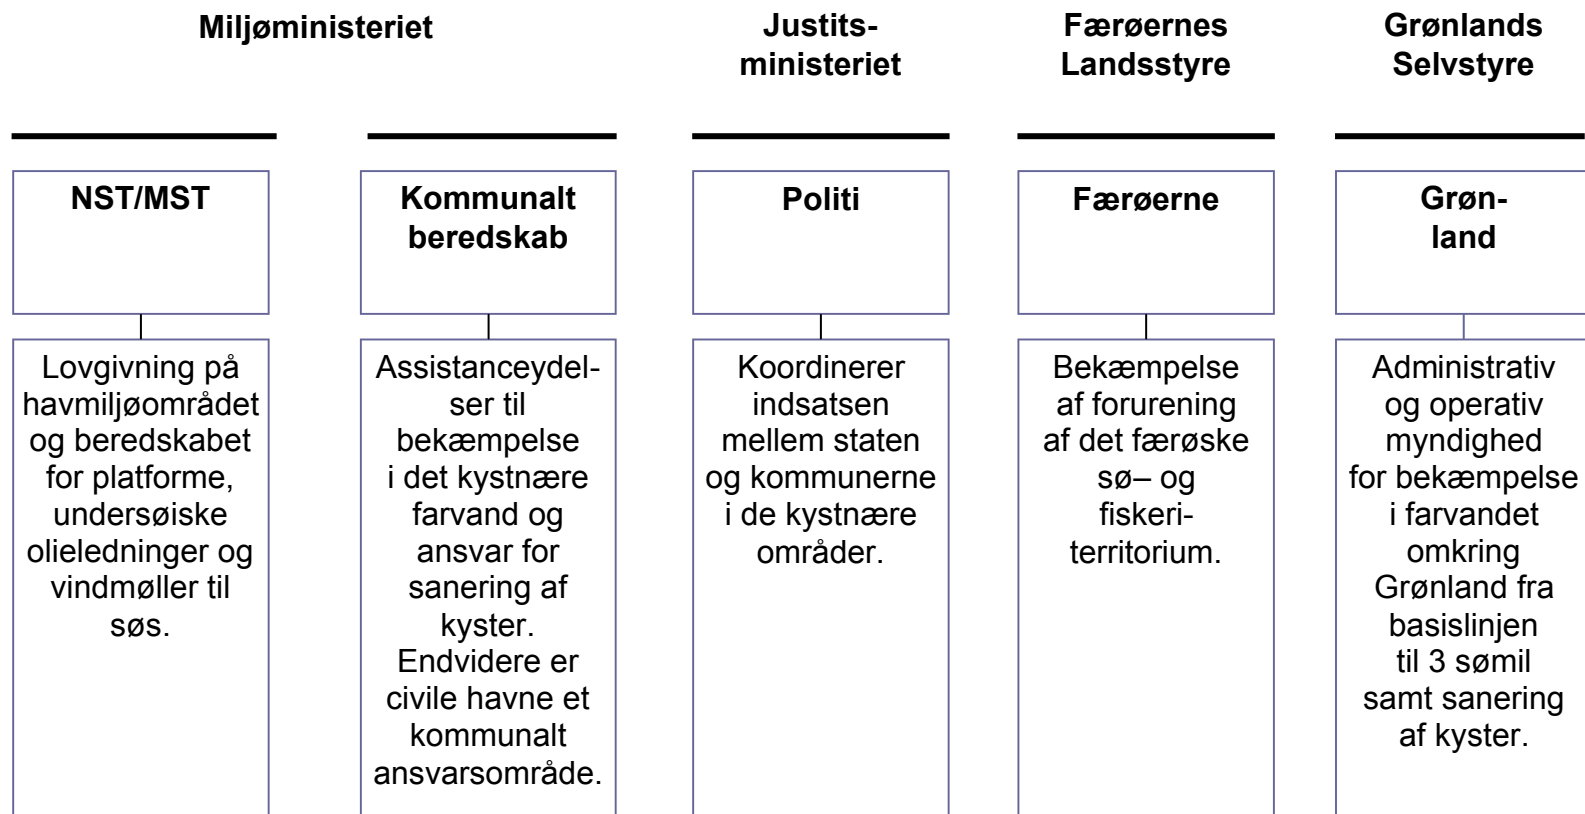 Miljøministeriet
Justits-
ministeriet
Færøernes
Landsstyre
Grønlands
Selvstyre
NST/MST
Kommunalt
beredskab
Politi
Færøerne
Grøn-
land
Lovgivning på
havmiljøområdet
og beredskabet
for platforme,
undersøiske
olieledninger og
vindmøller til
søs.
Assistanceydel-
ser til
bekæmpelse
i det kystnære
farvand og
ansvar for
sanering af
kyster.
Endvidere er
civile havne et
kommunalt
ansvarsområde.
Koordinerer
indsatsen
mellem staten
og kommunerne
i de kystnære
områder.
Bekæmpelse
af forurening
af det færøske
sø– og
fiskeri-
territorium.
Administrativ
og operativ
myndighed
for bekæmpelse
i farvandet
omkring
Grønland fra
basislinjen
til 3 sømil
samt sanering
af kyster.